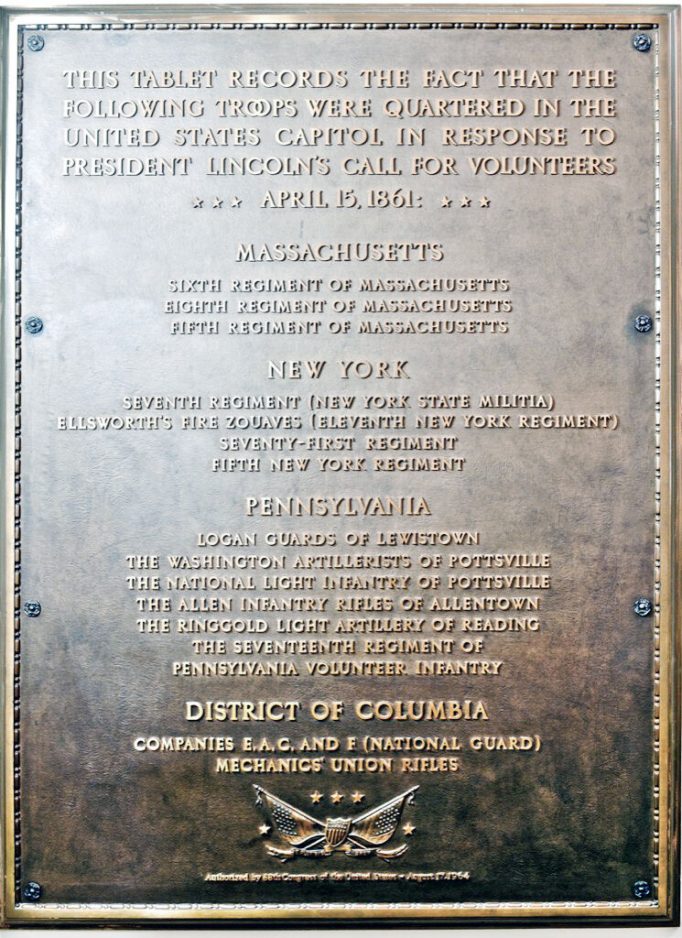 THIS TABLET RECORDS THE FACT THAT THE
FOLLOWING TROOPS WERE QUARTERED IN THE
UNITED STATES CAPITOL IN RESPONSE TO
PRESIDENT LINCOLN'S CALL FOR VOLUNTEERS
★ ★ ★ APRIL 15, 1861: ★ ★ ★
MASSACHUSETTS
SIXTH REGIMENT OF MASSACHUSETTS
EIGHTH REGIMENT OF MASSACHUSETTS
FIFTH REGIMENT OF MASSACHUSETTS
NEW YORK
SEVENTH REGIMENT (NEW YORK STATE MILITIA)
ELLSWORTH'S FIRE ZOUAVES (ELEVENTH NEW YORK REGIMENT)
SEVENTY-FIRST REGIMENT
FIFTH NEW YORK REGIMENT
PENNSYLVANIA
LOGAN GUARDS OF LEWISTOWN
THE WASHINGTON ARTILLERISTS OF POTTSVILLE
THE NATIONAL LIGHT INFANTRY OF POTTSVILLE
THE ALLEN INFANTRY RIFLES OF ALLENTOWN
THE RINGGOLD LIGHT ARTILLERY OF READING
THE SEVENTEENTH REGIMENT OF
PENNSYLVANIA VOLUNTEER INFANTRY
DISTRICT OF COLUMBIA
COMPANIES E, A, C, AND F (NATIONAL GUARD)
MECHANICS' UNION RIFLES
Authorized by 88th Congress of the United States - August 17, 1964